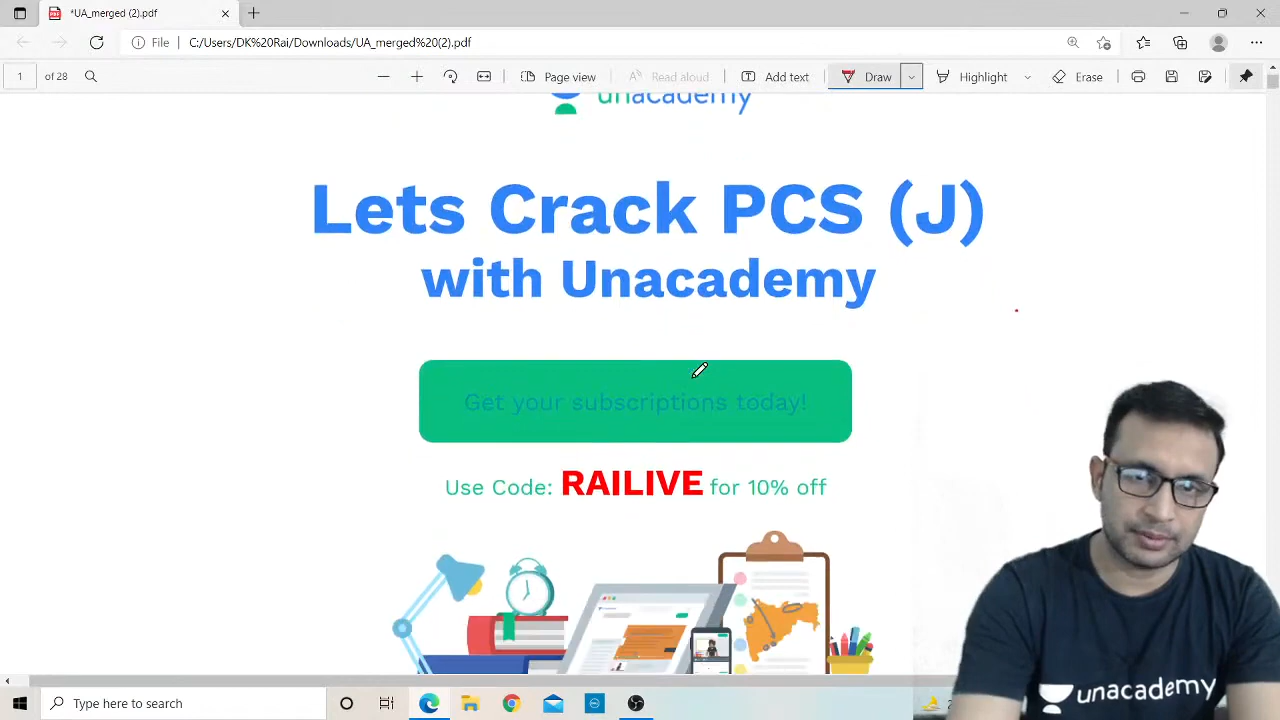 *UA_merged (2).pdf
File C:/Users/DK%20Rai/Downloads/UA_merged%20(2).pdf
1 of 28 Page view Read aloud Add text Draw Highlight Erase
unacademy
Lets Crack PCS (J)
with Unacademy
Get your subscriptions today!
Use Code: RAILIVE for 10% off
unacademy
Type here to search